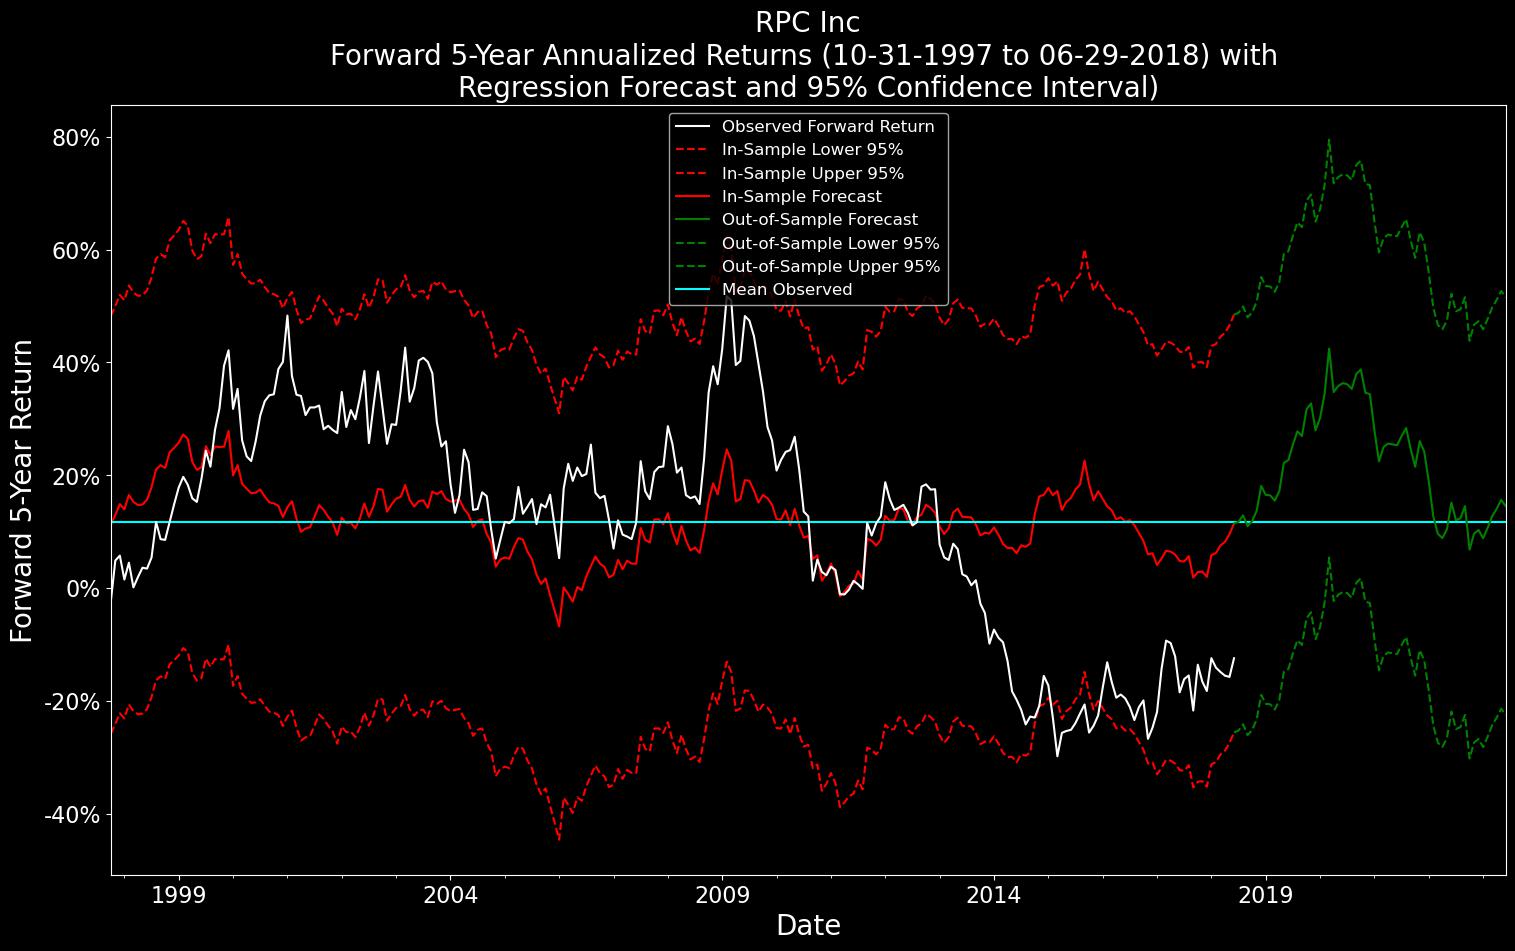 RPC Inc
Forward 5-Year Annualized Returns (10-31-1997 to 06-29-2018) with
Regression Forecast and 95% Confidence Interval)
Observed Forward Return
In-Sample Lower 95%
In-Sample Upper 95%
In-Sample Forecast
Out-of-Sample Forecast
Out-of-Sample Lower 95%
Out-of-Sample Upper 95%
Mean Observed
Forward 5-Year Return
80%
60%
40%
20%
0%
-20%
-40%
1999 2004 2009 2014 2019
Date